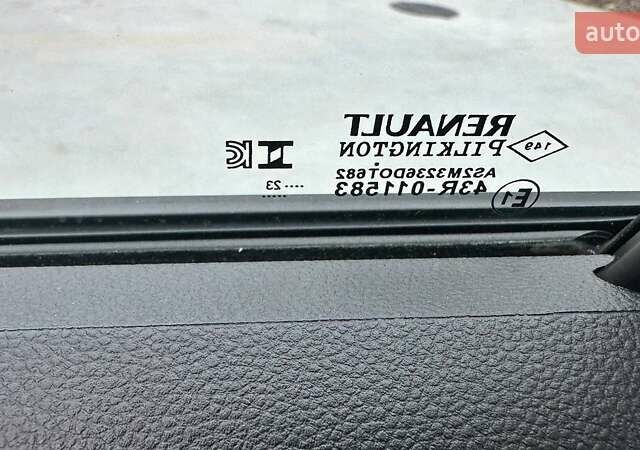 auto
RENAULT
PILKINGTON
149
AS2M3236DOT682
43R-011583
E1
.... 23
.....